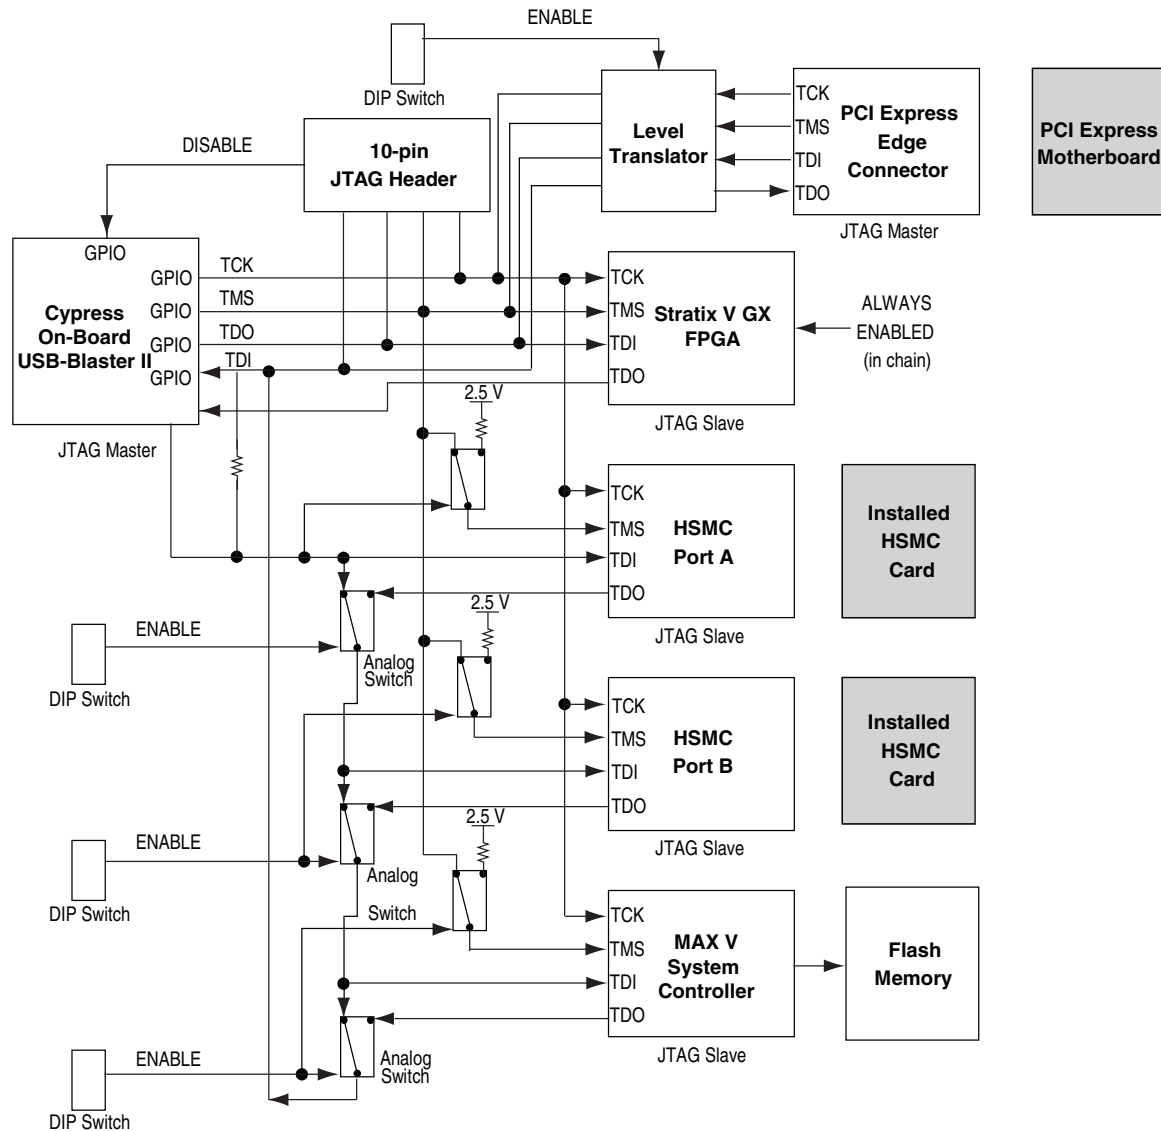 ENABLE
DIP Switch
DISABLE
10-pin
JTAG Header
Level
Translator
TCK
TMS
TDI
TDO
PCI Express
Edge
Connector
JTAG Master
PCI Express
Motherboard
GPIO
GPIO
GPIO
GPIO
GPIO
Cypress
On-Board
USB-Blaster II
JTAG Master
TCK
TMS
TDO
TDI
TCK
TMS
TDI
TDO
Stratix V GX
FPGA
JTAG Slave
ALWAYS
ENABLED
(in chain)
2.5 V
TCK
TMS
TDI
TDO
HSMC
Port A
JTAG Slave
Installed
HSMC
Card
2.5 V
ENABLE
DIP Switch
Analog
Switch
TCK
TMS
TDI
TDO
HSMC
Port B
JTAG Slave
Installed
HSMC
Card
2.5 V
ENABLE
DIP Switch
Analog
Switch
TCK
TMS
TDI
TDO
MAX V
System
Controller
JTAG Slave
Flash
Memory
ENABLE
DIP Switch
Analog
Switch